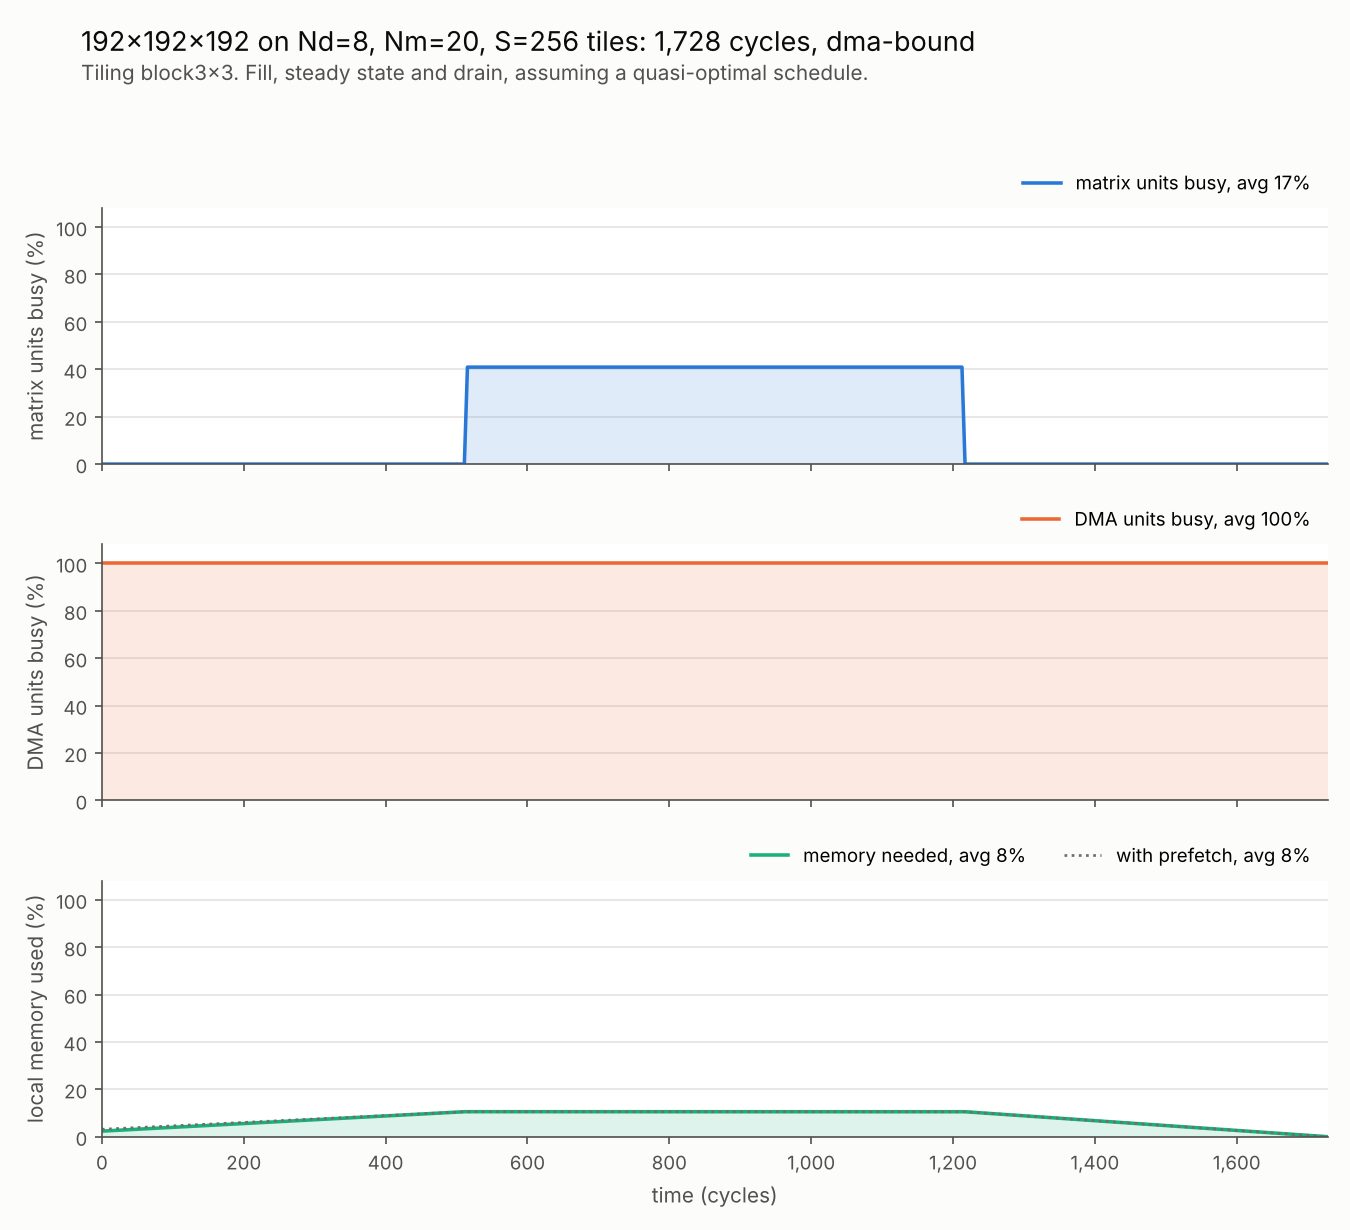 192×192×192 on Nd=8, Nm=20, S=256 tiles: 1,728 cycles, dma-bound
Tiling block3×3. Fill, steady state and drain, assuming a quasi-optimal schedule.
matrix units busy, avg 17%
matrix units busy (%)
100
80
60
40
20
0
DMA units busy, avg 100%
DMA units busy (%)
100
80
60
40
20
0
memory needed, avg 8%
with prefetch, avg 8%
local memory used (%)
100
80
60
40
20
0
0 200 400 600 800 1,000 1,200 1,400 1,600
time (cycles)